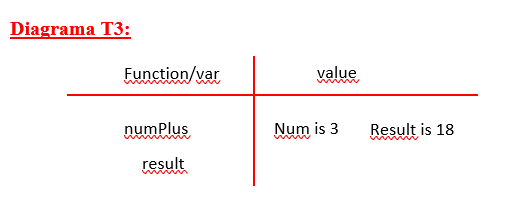 Diagrama T3:
Function/var value
numPlus Num is 3 Result is 18
result